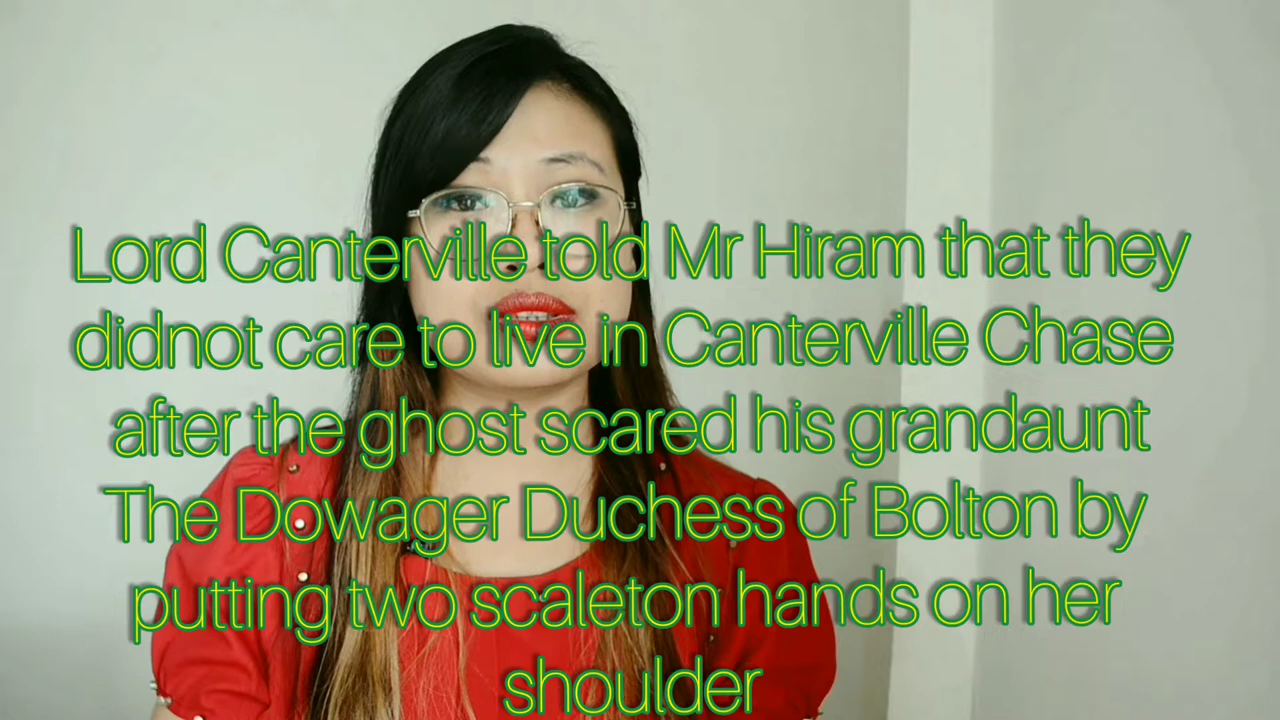 Lord Canterville told Mr Hiram that they
didnot care to live in Canterville Chase
after the ghost scared his grandaunt
The Dowager Duchess of Bolton by
putting two scaleton hands on her
shoulder